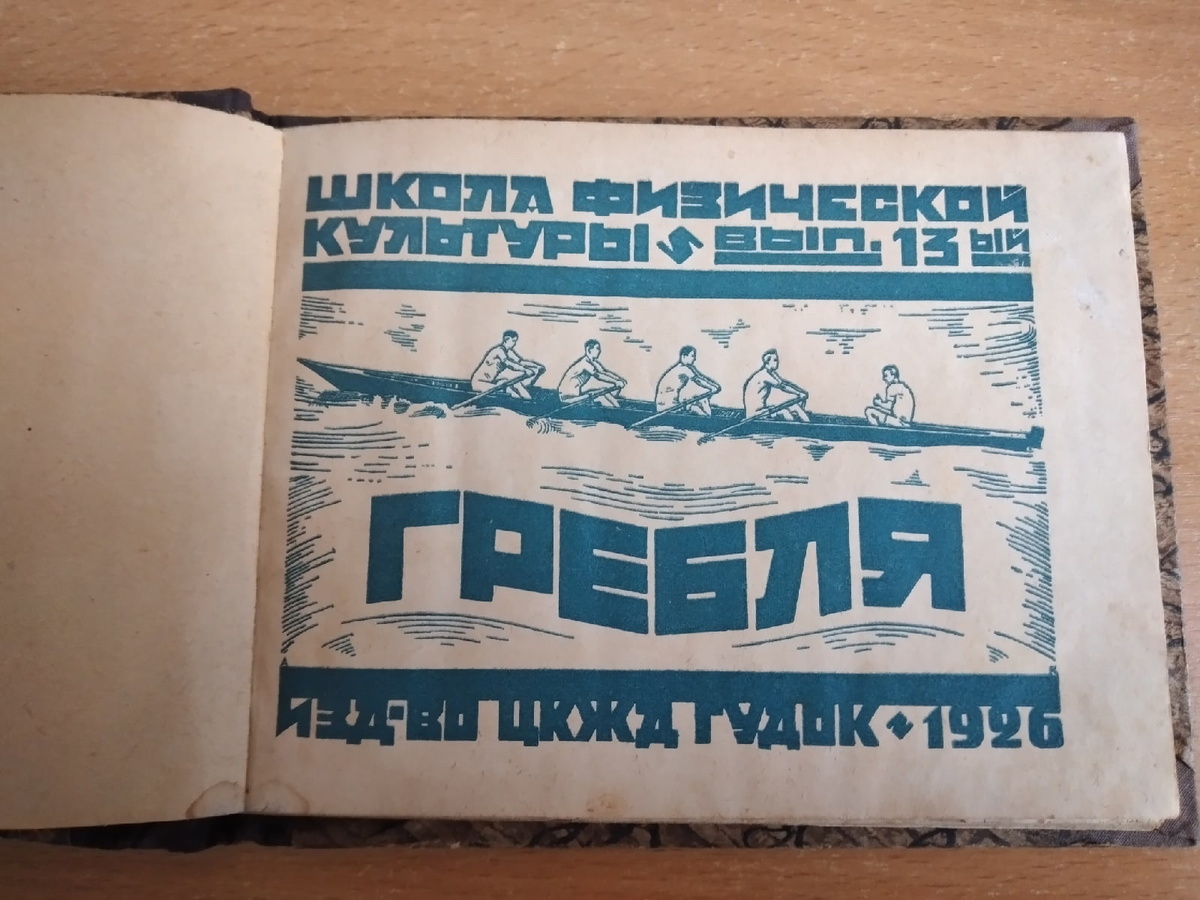 ШКОЛА ФИЗИЧЕСКОЙ
КУЛЬТУРЫ ВЫП. 13 ЫЙ
ГРЕБЛЯ
ИЗД-ВО ЦКЖД ГУДОК 1926